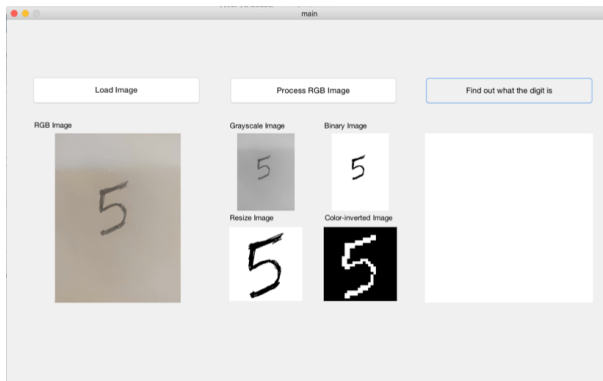 main
Load Image
Process RGB Image
Find out what the digit is
RGB Image
Grayscale Image
Binary Image
5
5
5
Resize Image
Color-inverted Image
5
5